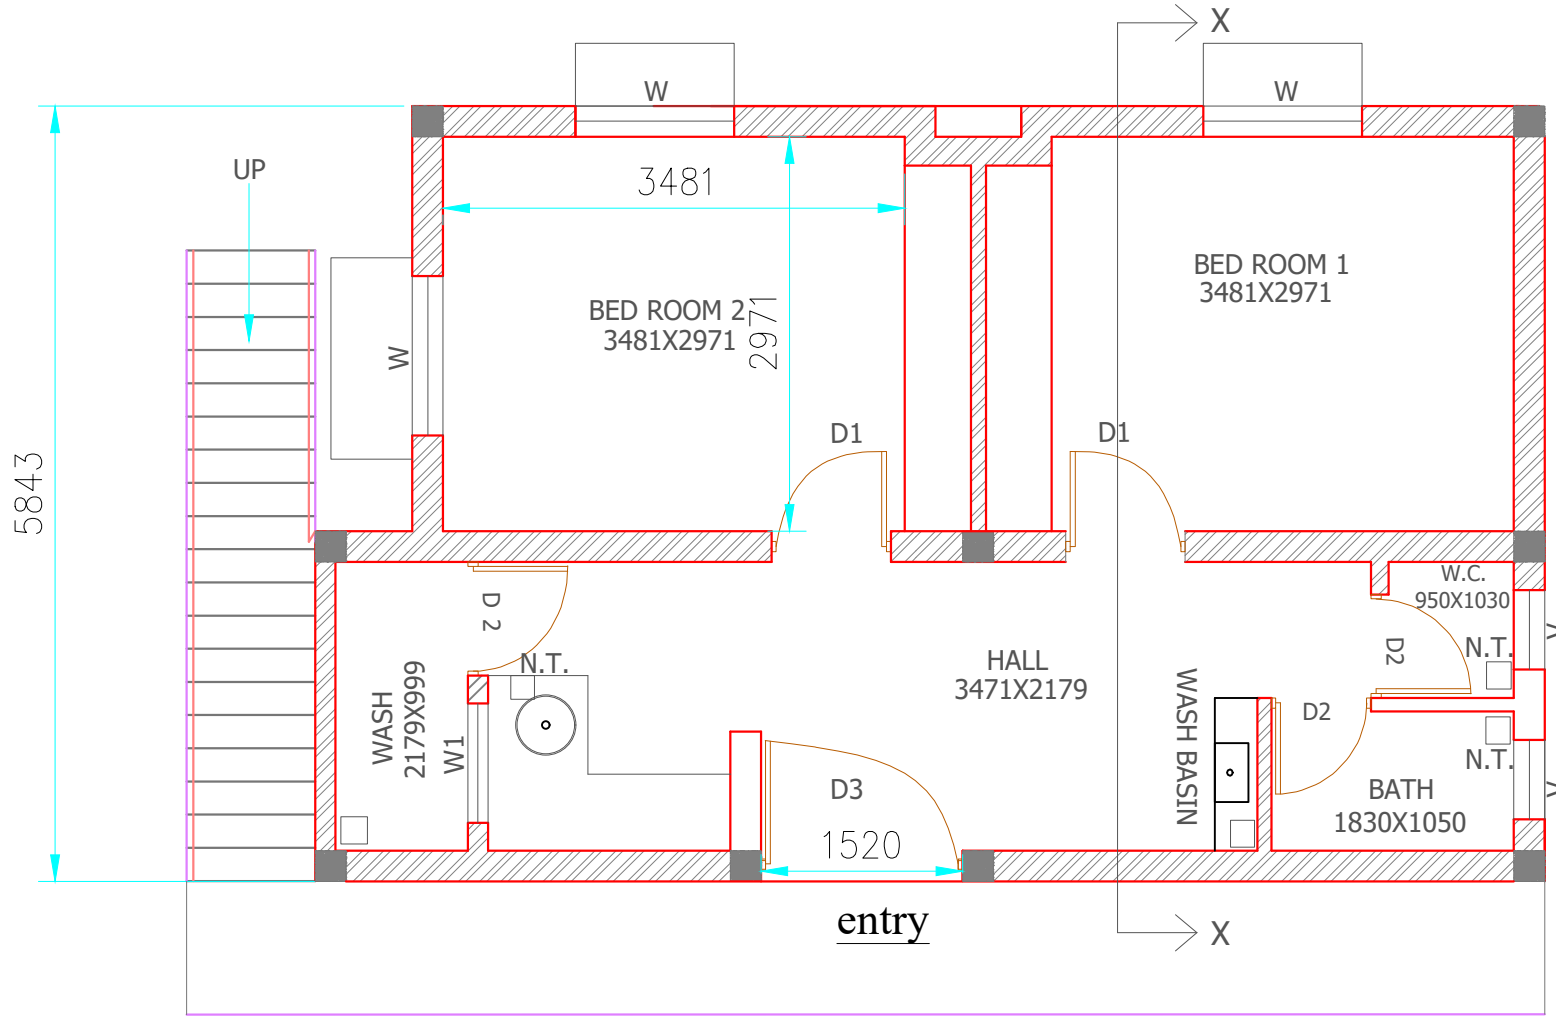 X
W
W
UP
3481
BED ROOM 1
3481X2971
BED ROOM 2
3481X2971
2971
W
D1
D1
5843
W.C.
950X1030
D 2
N.T.
HALL
3471X2179
D2
N.T.
WASH
2179X999
W1
WASH BASIN
D2
N.T.
D3
BATH
1830X1050
1520
entry
X